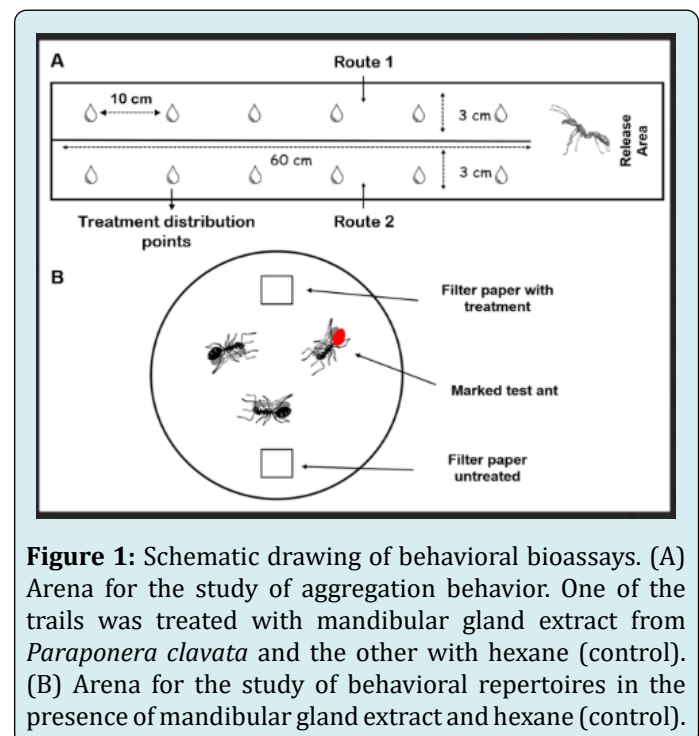 A
Route 1
10 cm
3 cm
60 cm
3 cm
Release
Area
Treatment distribution
points
Route 2
B
Filter paper with
treatment
Marked test ant
Filter paper
untreated
Figure 1: Schematic drawing of behavioral bioassays. (A)
Arena for the study of aggregation behavior. One of the
trails was treated with mandibular gland extract from
Paraponera clavata and the other with hexane (control).
(B) Arena for the study of behavioral repertoires in the
presence of mandibular gland extract and hexane (control).